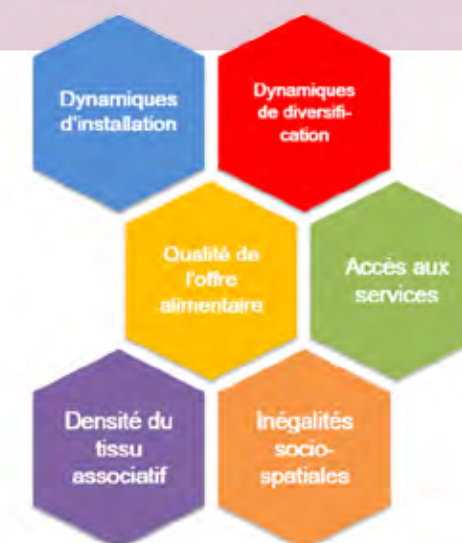 Dynamiques
d'installation
Dynamiques
de diversifi-
cation
Qualité de
l'offre
alimentaire
Accès aux
services
Densité du
tissu
associatif
Inégalités
socio-
spatiales